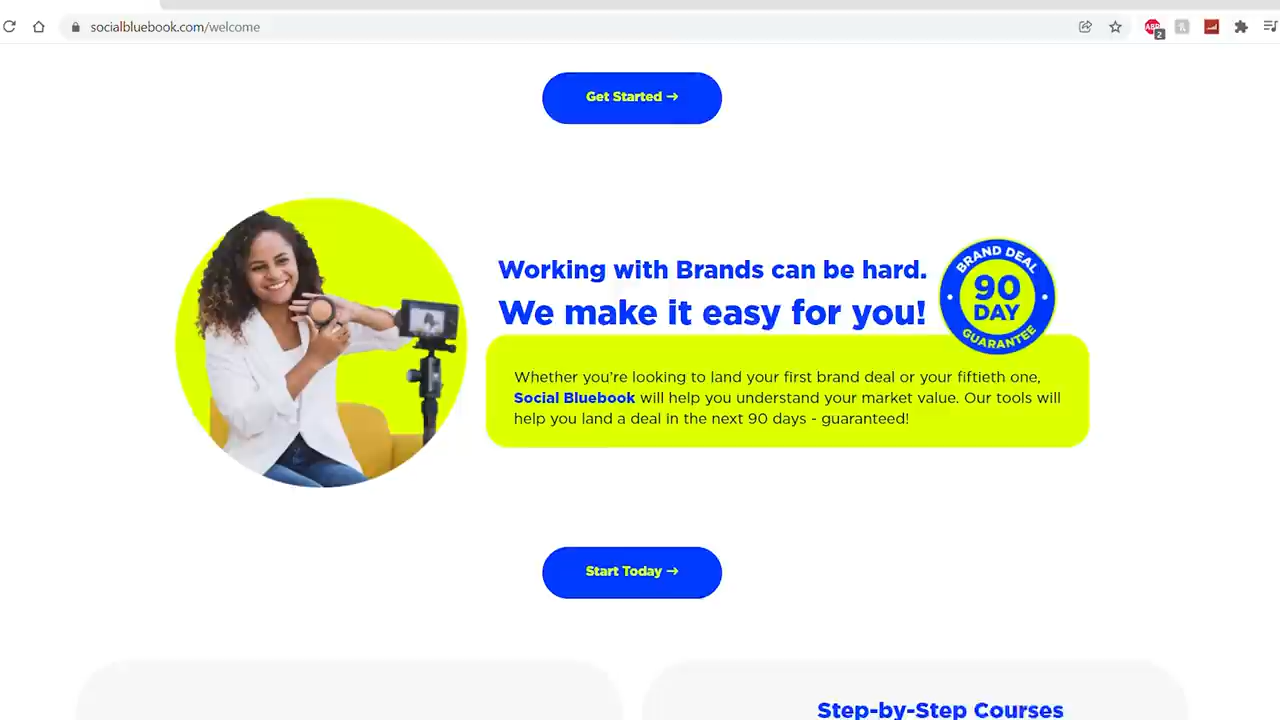 socialbluebook.com/welcome
ABP
2
Get Started →
Working with Brands can be hard.
We make it easy for you!
BRAND DEAL
90
DAY
GUARANTEE
Whether you're looking to land your first brand deal or your fiftieth one,
Social Bluebook will help you understand your market value. Our tools will
help you land a deal in the next 90 days - guaranteed!
Start Today →
Step-by-Step Courses